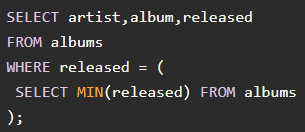 SELECT artist,album,released
FROM albums
WHERE released = (
 SELECT MIN(released) FROM albums
);